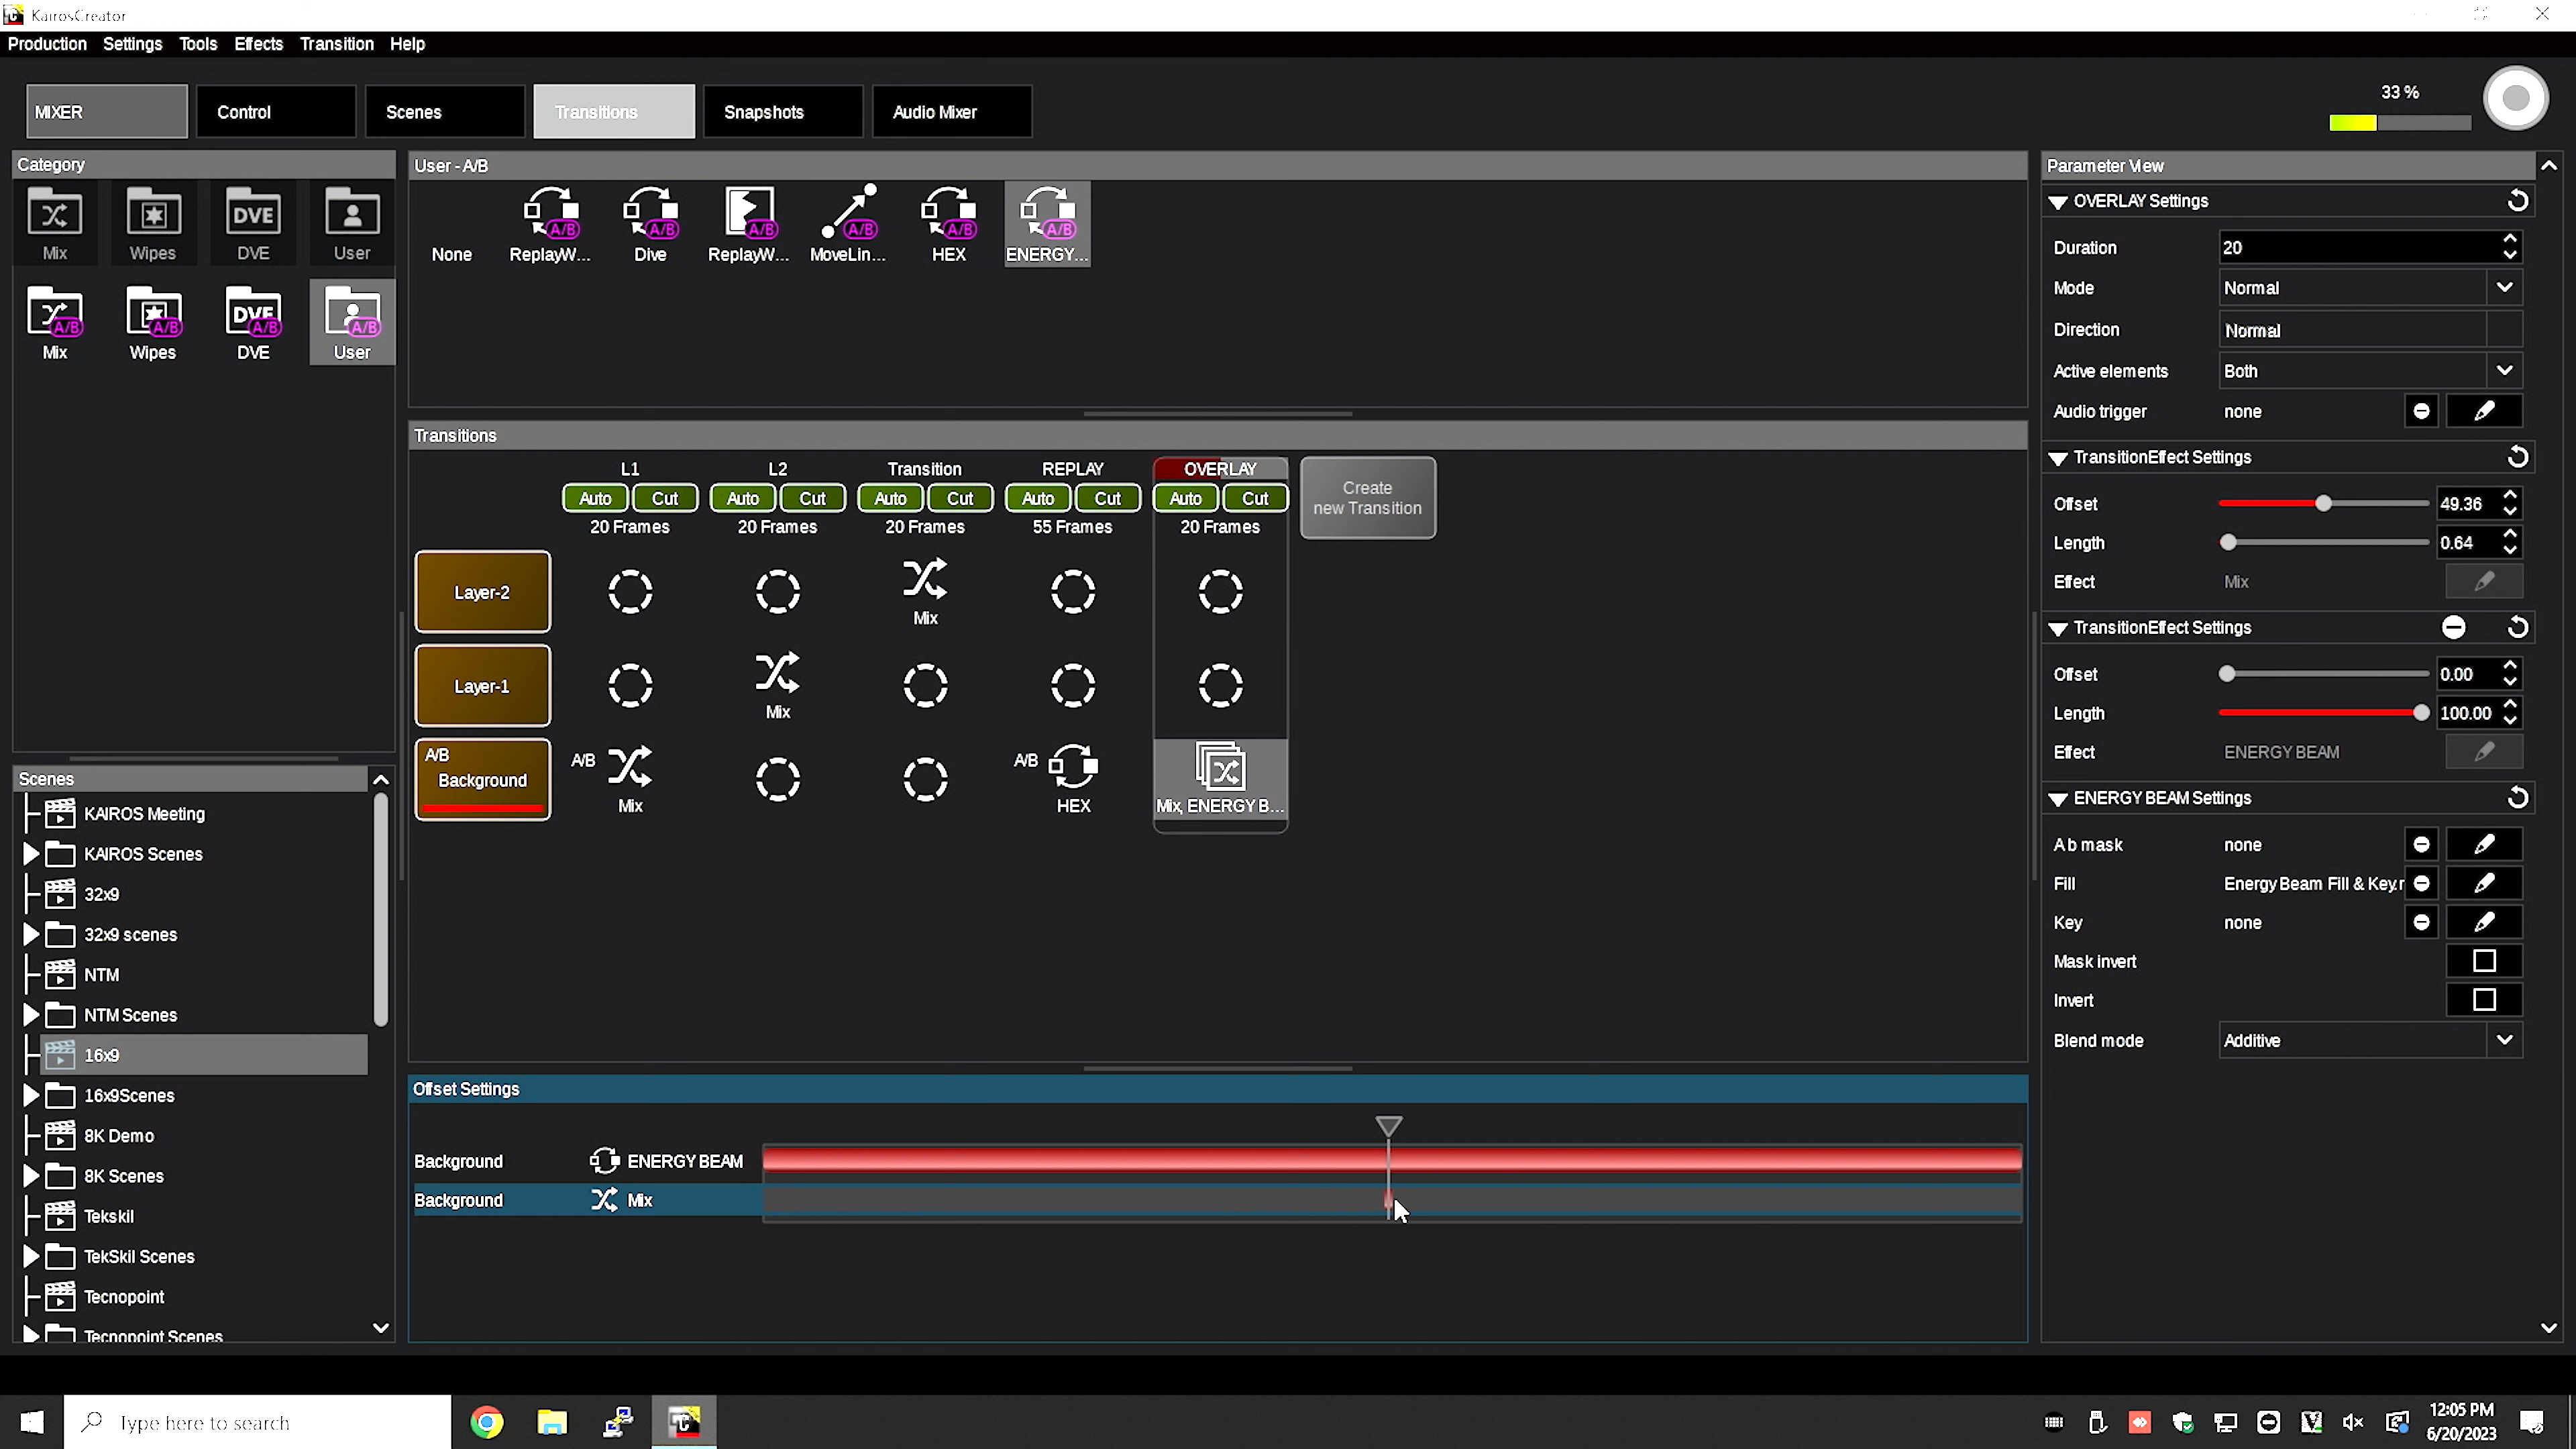 KairosCreator
Production Settings Tools Effects Transition Help
MIXER Control Scenes Transitions Snapshots Audio Mixer
33 %
Category
Mix Wipes DVE User
DVE
A/B A/B A/B A/B
Mix Wipes DVE User
User - A/B
A/B A/B A/B A/B A/B A/B
None ReplayW... Dive ReplayW... MoveLin... HEX ENERGY...
Transitions
L1 L2 Transition REPLAY OVERLAY
Auto Cut Auto Cut Auto Cut Auto Cut Auto Cut
20 Frames 20 Frames 20 Frames 55 Frames 20 Frames
Create
new Transition
Layer-2
Mix
Layer-1
Mix
A/B
Background
A/B
Mix
A/B
HEX
Mix, ENERGY B...
Scenes
KAIROS Meeting
KAIROS Scenes
32x9
32x9 scenes
NTM
NTM Scenes
16x9
16x9Scenes
8K Demo
8K Scenes
Tekskil
TekSkil Scenes
Tecnopoint
Tecnopoint Scenes
Offset Settings
Background ENERGY BEAM
Background Mix
Parameter View
OVERLAY Settings
Duration 20
Mode Normal
Direction Normal
Active elements Both
Audio trigger none
TransitionEffect Settings
Offset 49.36
Length 0.64
Effect Mix
TransitionEffect Settings
Offset 0.00
Length 100.00
Effect ENERGY BEAM
ENERGY BEAM Settings
Ab mask none
Fill Energy Beam Fill & Key.r
Key none
Mask invert
Invert
Blend mode Additive
Type here to search
12:05 PM
6/20/2023